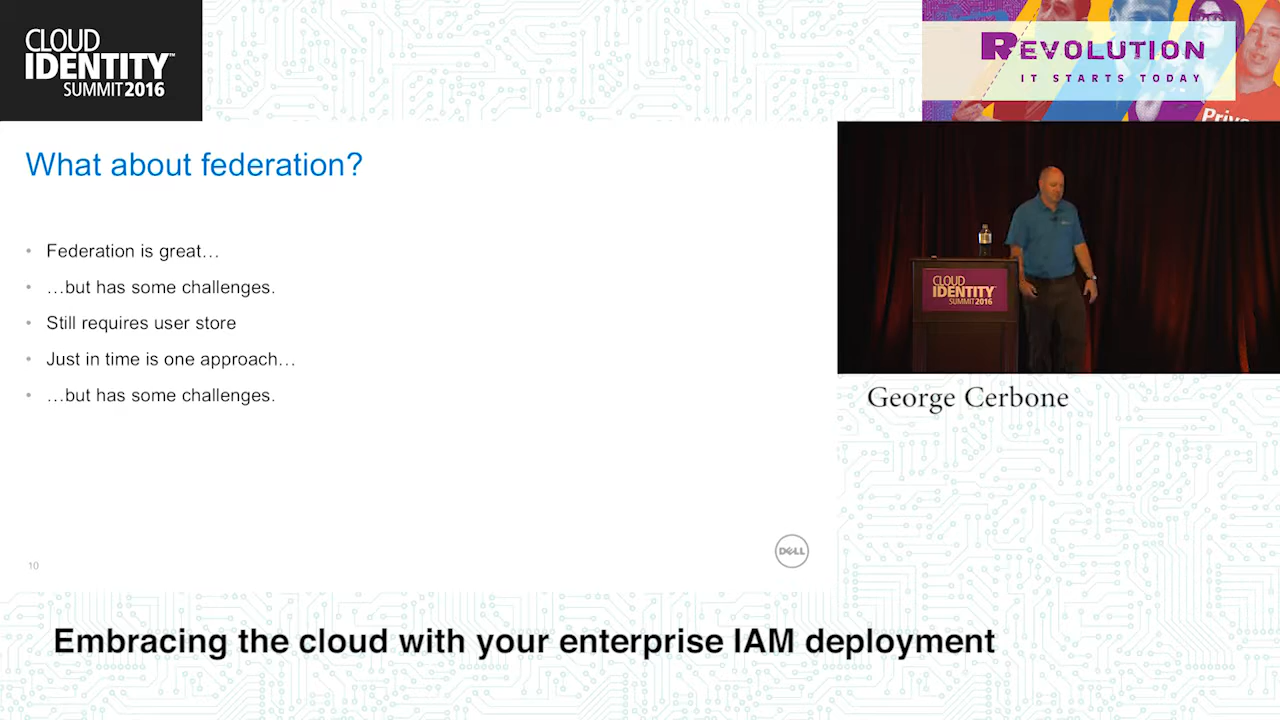 CLOUD
IDENTITY™
SUMMIT 2016
REVOLUTION
IT STARTS TODAY
What about federation?
• Federation is great…
• …but has some challenges.
• Still requires user store
• Just in time is one approach…
• …but has some challenges.
10
DELL
CLOUD
IDENTITY
SUMMIT 2016
George Cerbone
Embracing the cloud with your enterprise IAM deployment